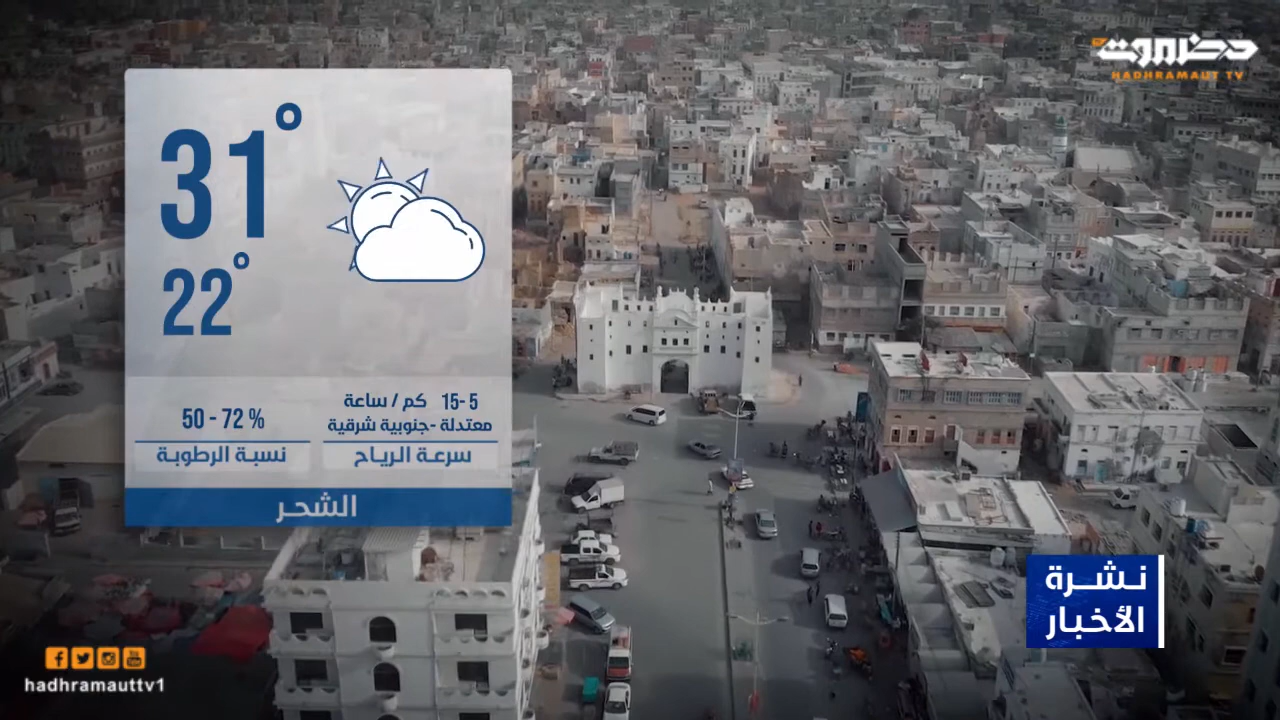 حضرموت
HADHRAMAUT TV
31°
22°
5 -15 كم / ساعة
معتدلة -جنوبية شرقية
سرعة الرياح
50 - 72 %
نسبة الرطوبة
الشحر
نشرة
الأخبار
hadhramauttv1